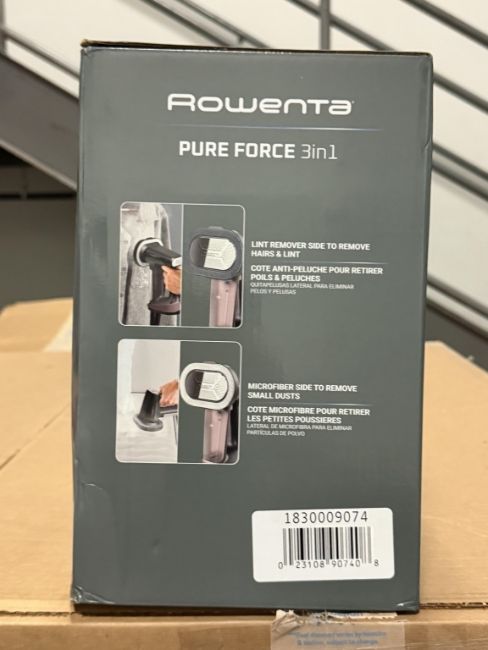 Rowenta
PURE FORCE 3in1
LINT REMOVER SIDE TO REMOVE
HAIRS & LINT
COTE ANTI-PELUCHE POUR RETIRER
POILS & PELUCHES
QUITAPELUSAS LATERAL PARA ELIMINAR
PELOS Y PELUSAS
MICROFIBER SIDE TO REMOVE
SMALL DUSTS
COTE MICROFIBRE POUR RETIRER
LES PETITES POUSSIERES
LATERAL DE MICROFIBRA PARA ELIMINAR
PARTÍCULAS DE POLVO
1830009074
0 23108 90740 8